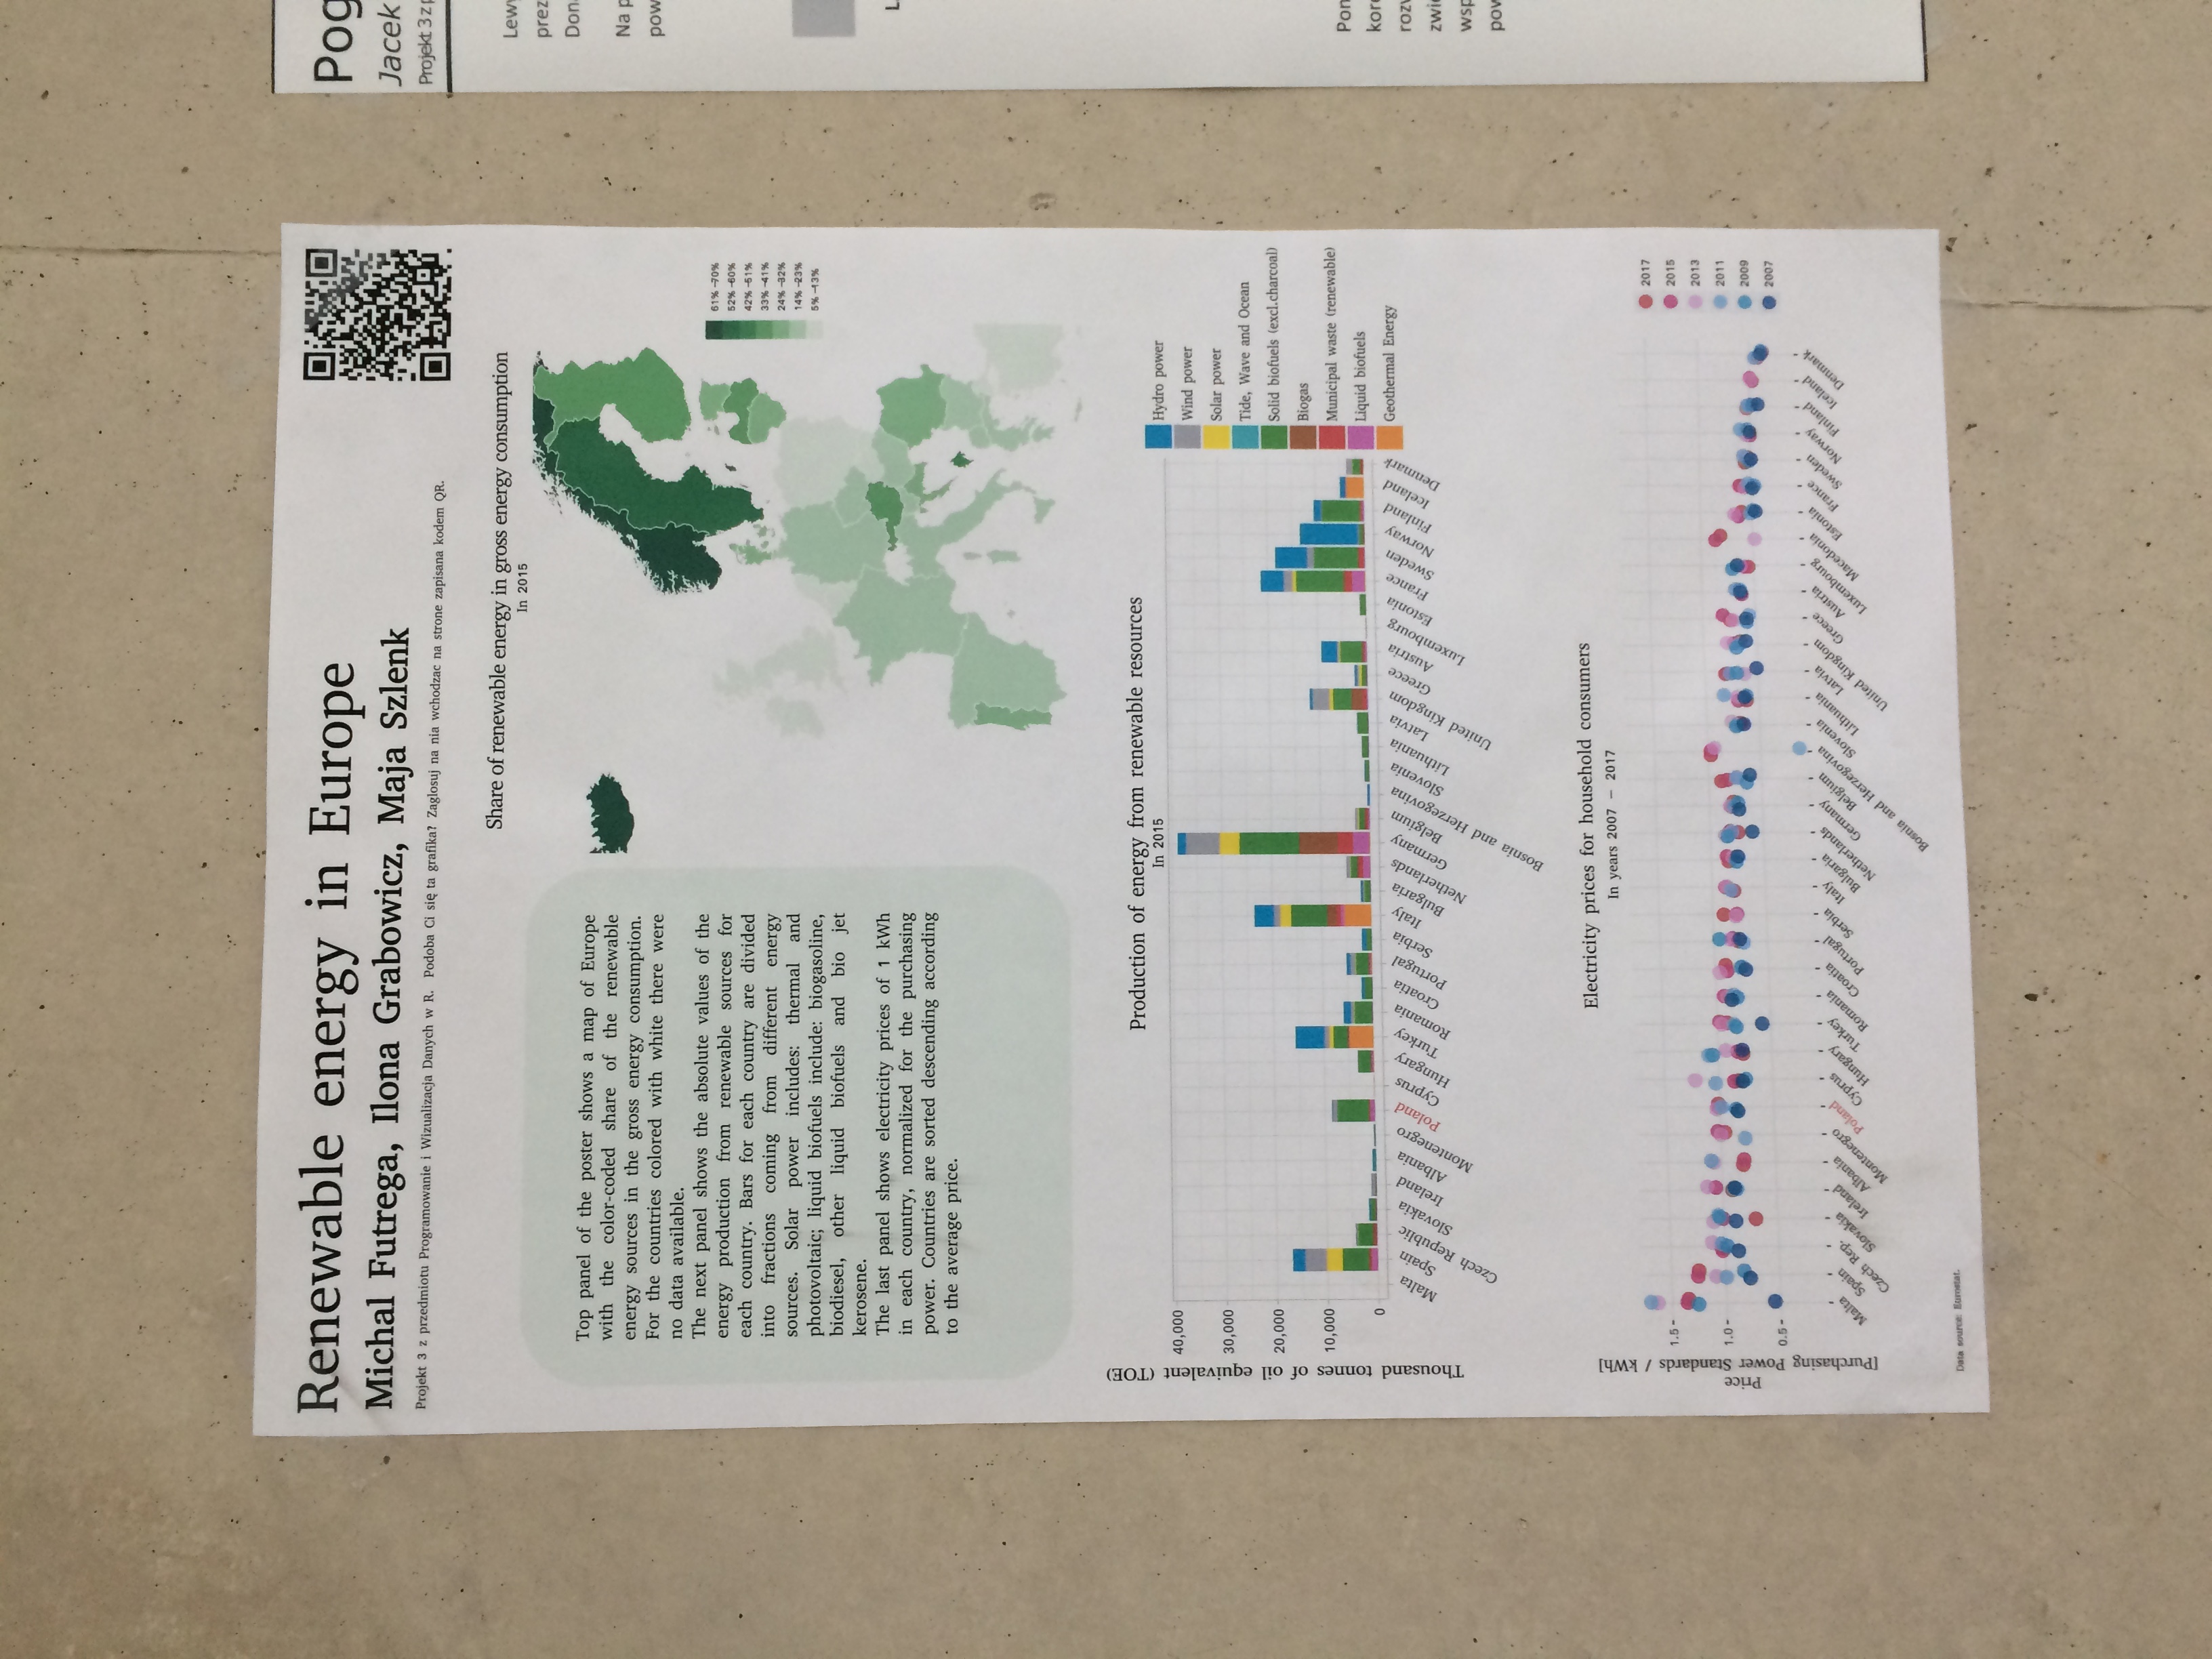 Renewable energy in Europe
Michal Futrega, Ilona Grabowicz, Maja Szlenk
Projekt 3 z przedmiotu Programowanie i Wizualizacja Danych w R. Podoba Ci się ta grafika? Zaglosuj na nia wchodzac na strone zapisana kodem QR.
Top panel of the poster shows a map of Europe
with the color-coded share of the renewable
energy sources in the gross energy consumption.
For the countries colored with white there were
no data available.
The next panel shows the absolute values of the
energy production from renewable sources for
each country. Bars for each country are divided
into fractions coming from different energy
sources. Solar power includes: thermal and
photovoltaic; liquid biofuels include: biogasoline,
biodiesel, other liquid biofuels and bio jet
kerosene.
The last panel shows electricity prices of 1 kWh
in each country, normalized for the purchasing
power. Countries are sorted descending according
to the average price.
Share of renewable energy in gross energy consumption
In 2015
61% –70%
52% –60%
42% –51%
33% –41%
24% –32%
14% –23%
5% –13%
Production of energy from renewable resources
In 2015
Thousand tonnes of oil equivalent (TOE)
40,000
30,000
20,000
10,000
0
Malta
Spain
Czech Republic
Slovakia
Ireland
Albania
Montenegro
Poland
Cyprus
Hungary
Turkey
Romania
Croatia
Portugal
Serbia
Italy
Bulgaria
Netherlands
Germany
Belgium
Bosnia and Herzegovina
Slovenia
Lithuania
Latvia
United Kingdom
Greece
Austria
Luxembourg
Estonia
France
Sweden
Norway
Finland
Iceland
Denmark
Hydro power
Wind power
Solar power
Tide, Wave and Ocean
Solid biofuels (excl.charcoal)
Biogas
Municipal waste (renewable)
Liquid biofuels
Geothermal Energy
Electricity prices for household consumers
In years 2007 – 2017
Price
[Purchasing Power Standards / kWh]
1.5-
1.0-
0.5-
Malta
Spain
Czech Rep.
Slovakia
Ireland
Albania
Montenegro
Poland
Cyprus
Hungary
Turkey
Romania
Croatia
Portugal
Serbia
Italy
Bulgaria
Netherlands
Germany
Belgium
Bosnia and Herzegovina
Slovenia
Lithuania
Latvia
United Kingdom
Greece
Austria
Luxembourg
Macedonia
Estonia
France
Sweden
Norway
Finland
Iceland
Denmark
2017
2015
2013
2011
2009
2007
Data source: Eurostat.
Pog
Jacek
Projekt 3 z p
Lewy
prez
Dona
Na p
pow
L
Pon
kore
rozw
zwie
wsp
pow